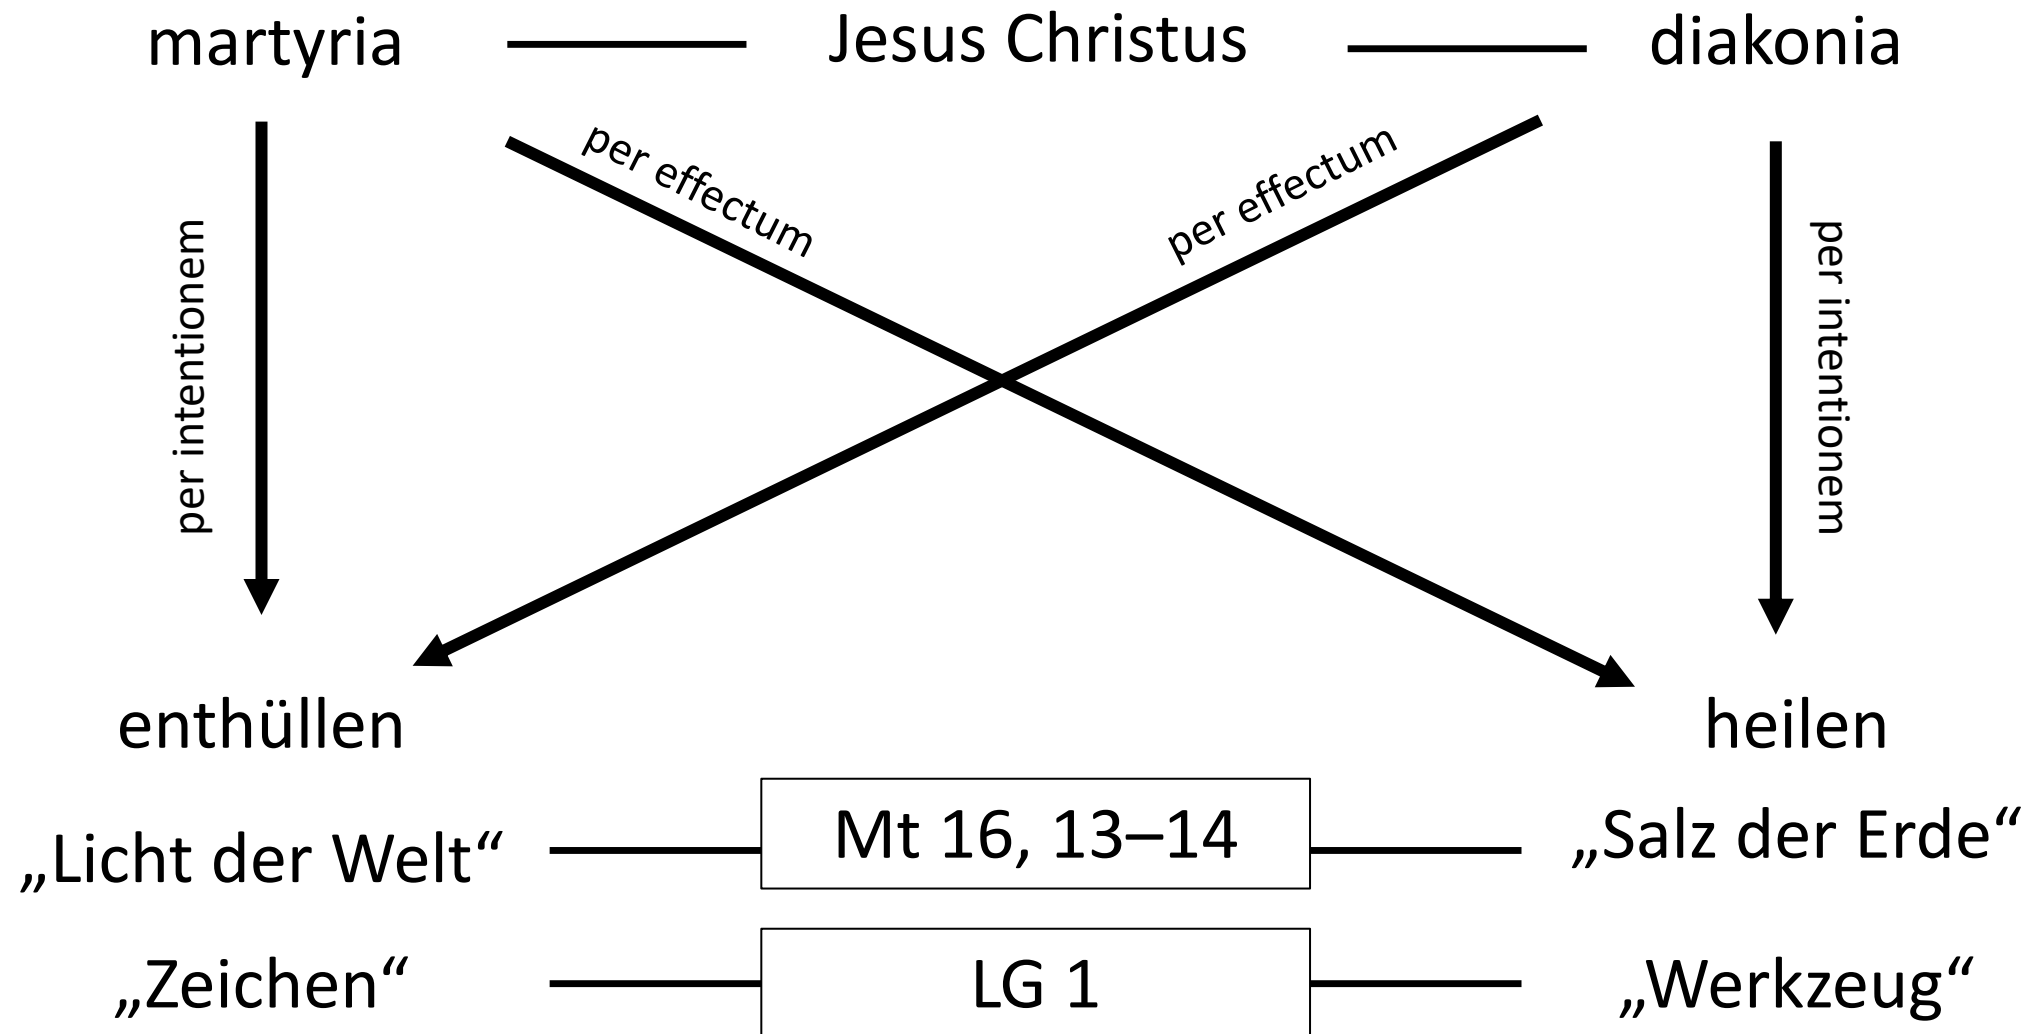 martyria
Jesus Christus
diakonia
per intentionem
per effectum
per effectum
per intentionem
enthüllen
heilen
„Licht der Welt“
Mt 16, 13–14
„Salz der Erde“
„Zeichen“
LG 1
„Werkzeug“